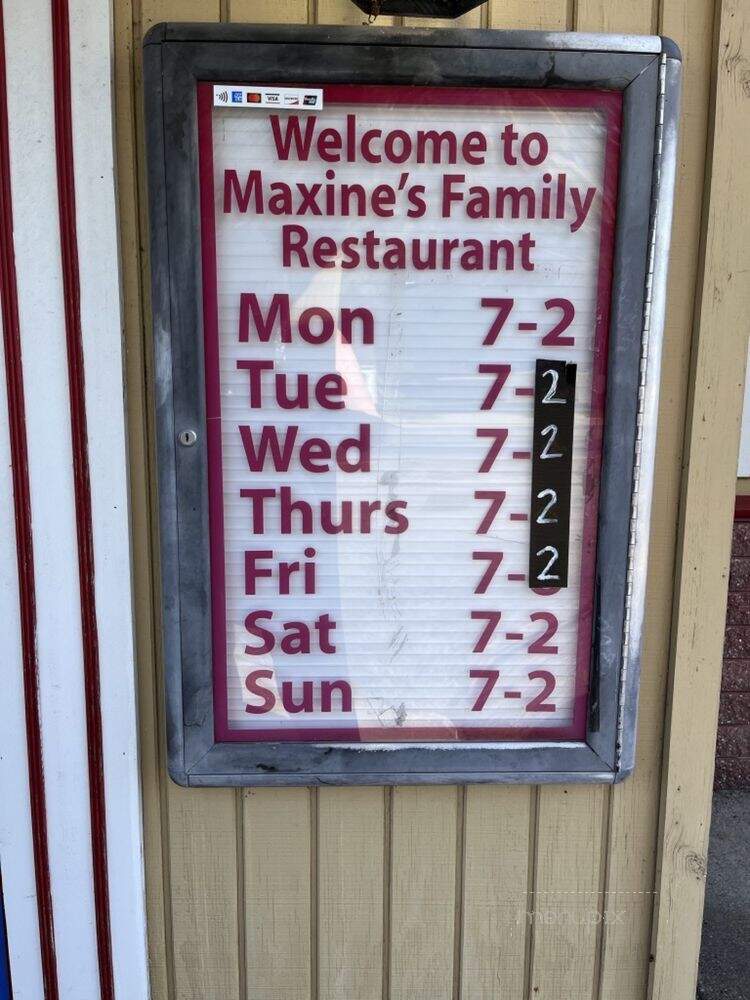 VISA
Welcome to
Maxine's Family
Restaurant
Mon 7-2
Tue 7-2
Wed 7-2
Thurs 7-2
Fri 7-2
Sat 7-2
Sun 7-2
menupix